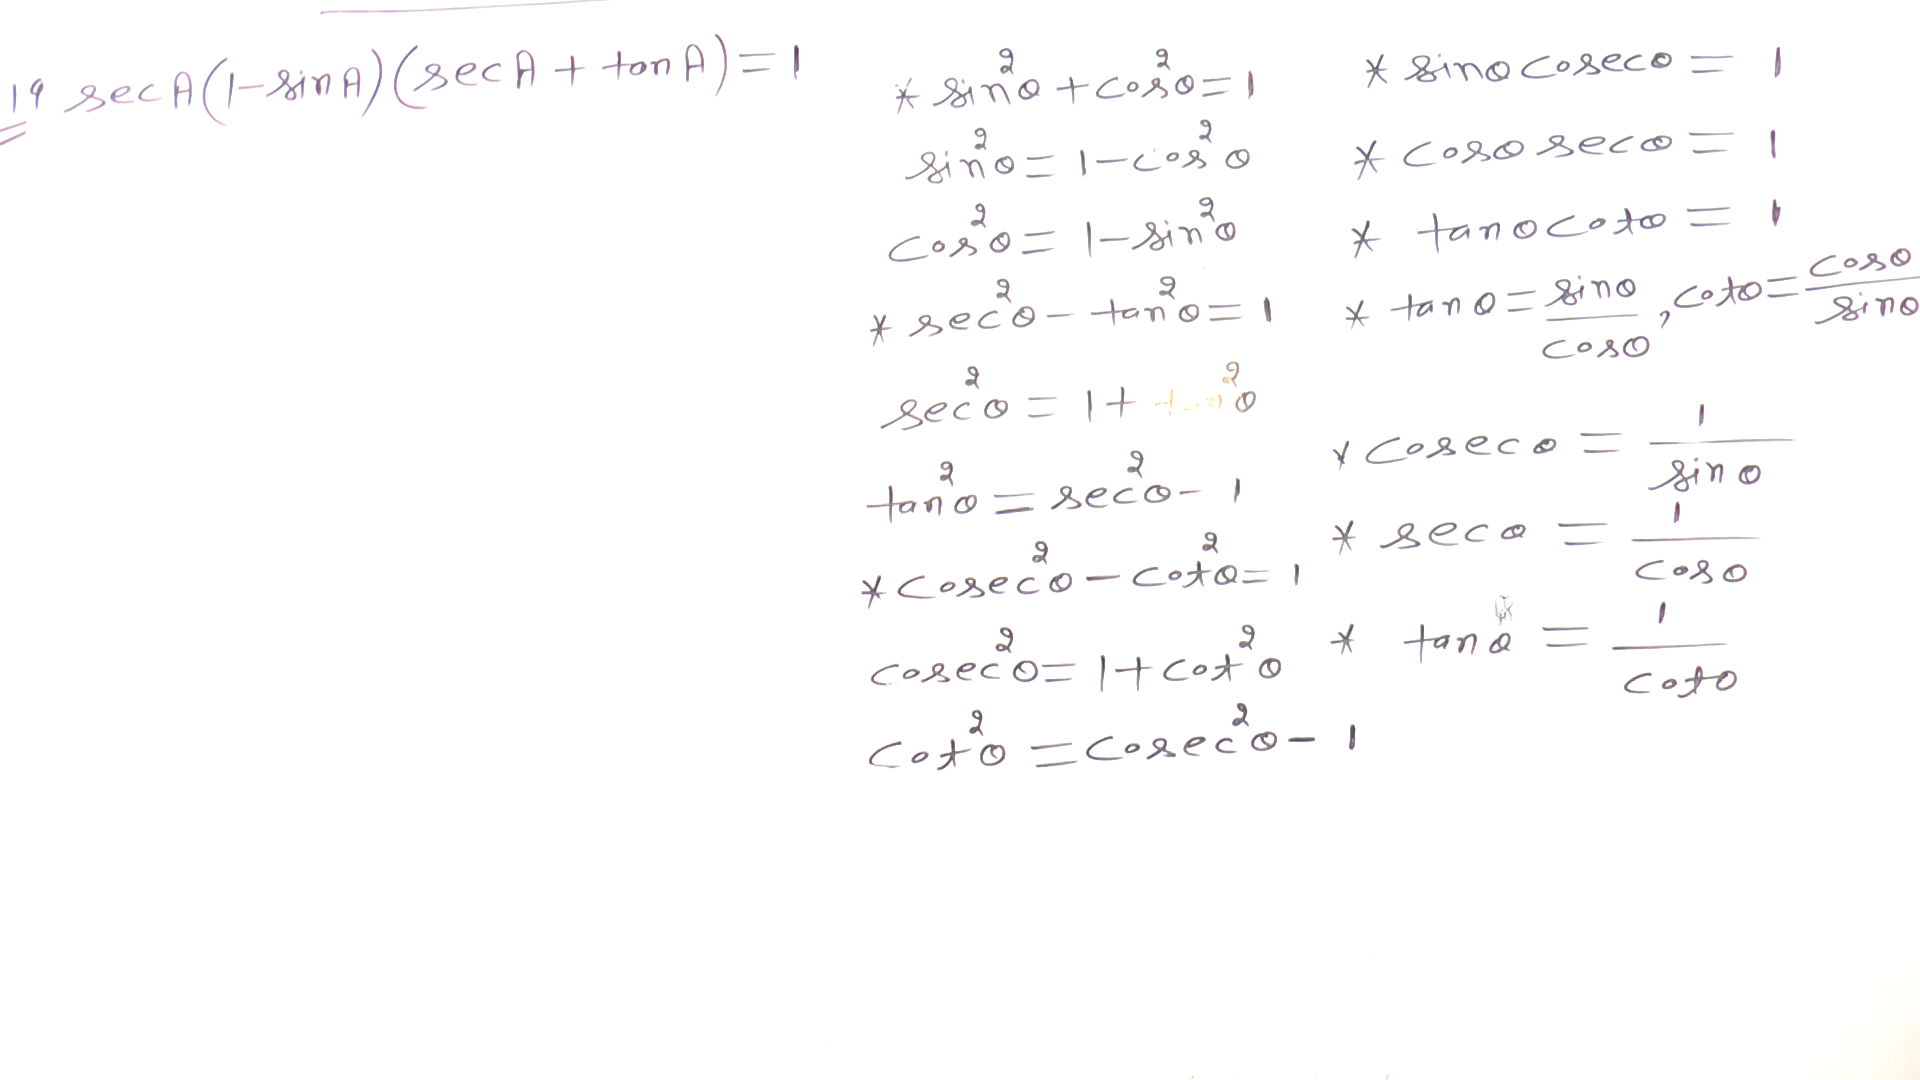 19 secA(1-sinA)(secA + tanA)=1
* sin²θ + cos²θ = 1
sin²θ = 1 - cos²θ
cos²θ = 1 - sin²θ
* sec²θ - tan²θ = 1
sec²θ = 1 + tan²θ
tan²θ = sec²θ - 1
* cosec²θ - cot²θ = 1
cosec²θ = 1 + cot²θ
cot²θ = cosec²θ - 1
* sinθ cosecθ = 1
* cosθ secθ = 1
* tanθ cotθ = 1
* tanθ = sinθ/cosθ, cotθ = cosθ/sinθ
* cosecθ = 1/sinθ
* secθ = 1/cosθ
* tanθ = 1/cotθ